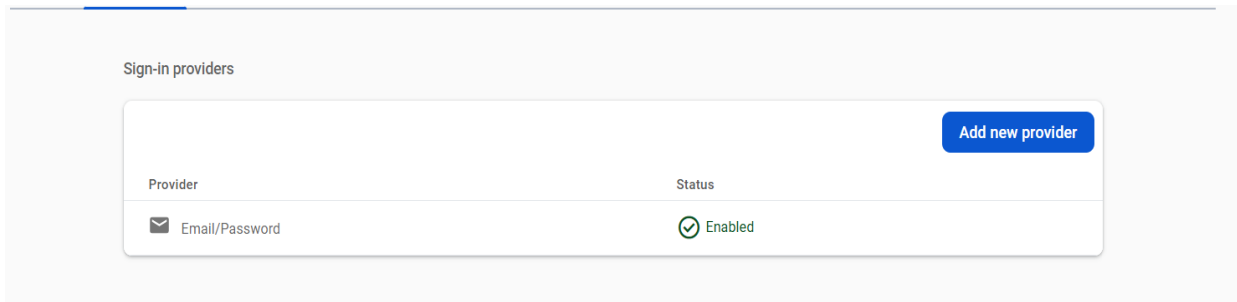 Sign-in providers
Add new provider
Provider Status
Email/Password Enabled